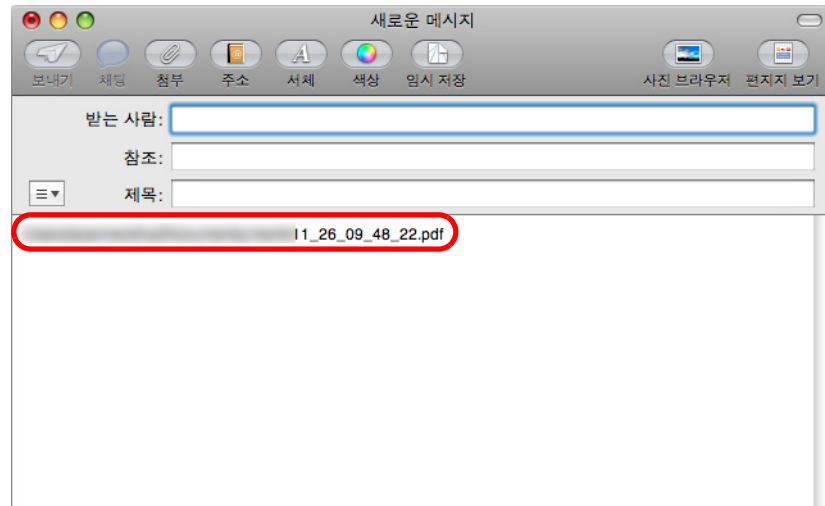 새로운 메시지
보내기 채팅 첨부 주소 서체 색상 임시 저장 사진 브라우저 편지지 보기
받는 사람:
참조:
제목:
11_26_09_48_22.pdf